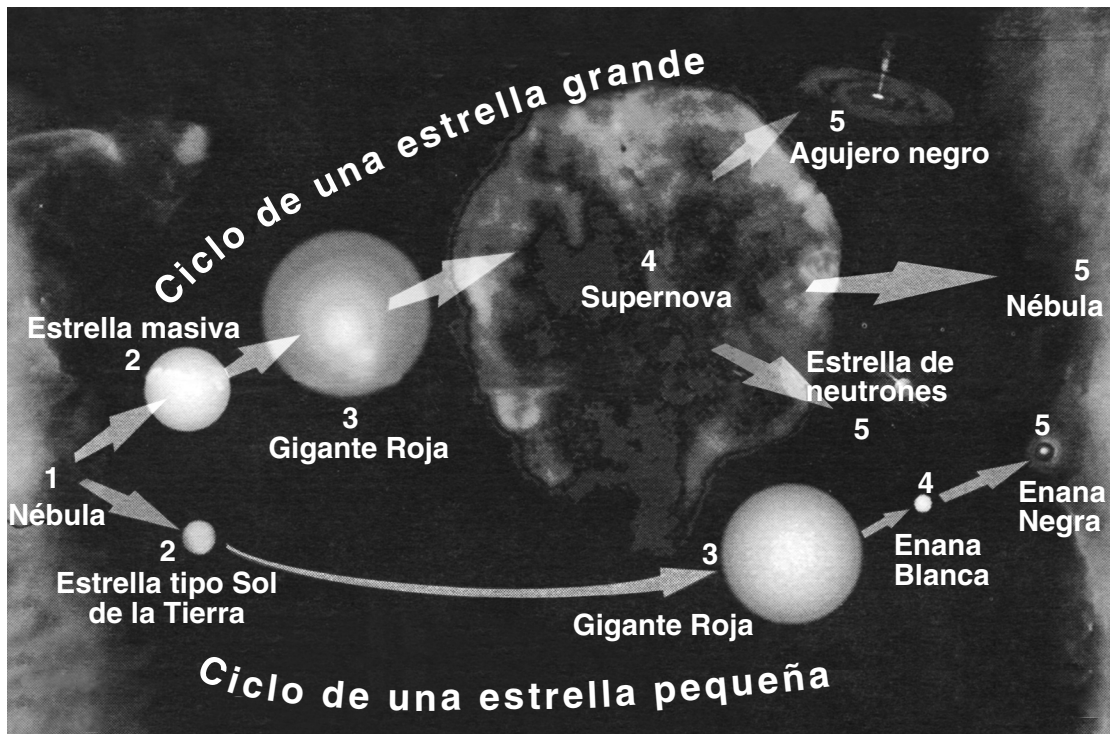 Ciclo de una estrella grande
5
Agujero negro
4
Supernova
5
Nébula
Estrella masiva
2
3
Gigante Roja
Estrella de
neutrones
5
1
Nébula
2
Estrella tipo Sol
de la Tierra
3
Gigante Roja
4
Enana
Blanca
5
Enana
Negra
Ciclo de una estrella pequeña